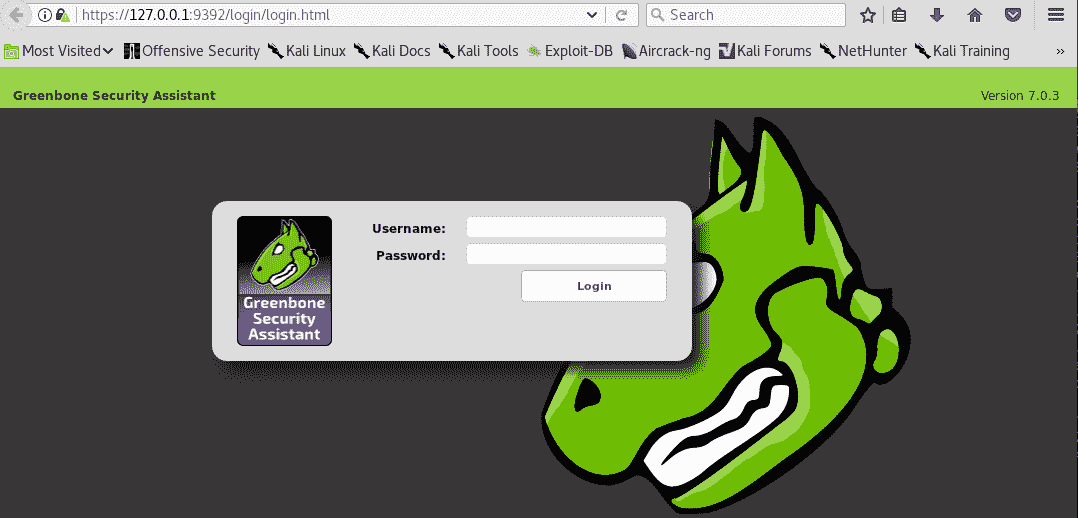 https://127.0.0.1:9392/login/login.html Search
Most Visited Offensive Security Kali Linux Kali Docs Kali Tools Exploit-DB Aircrack-ng Kali Forums NetHunter Kali Training »
Greenbone Security Assistant Version 7.0.3
Username:
Password:
Login
Greenbone
Security
Assistant